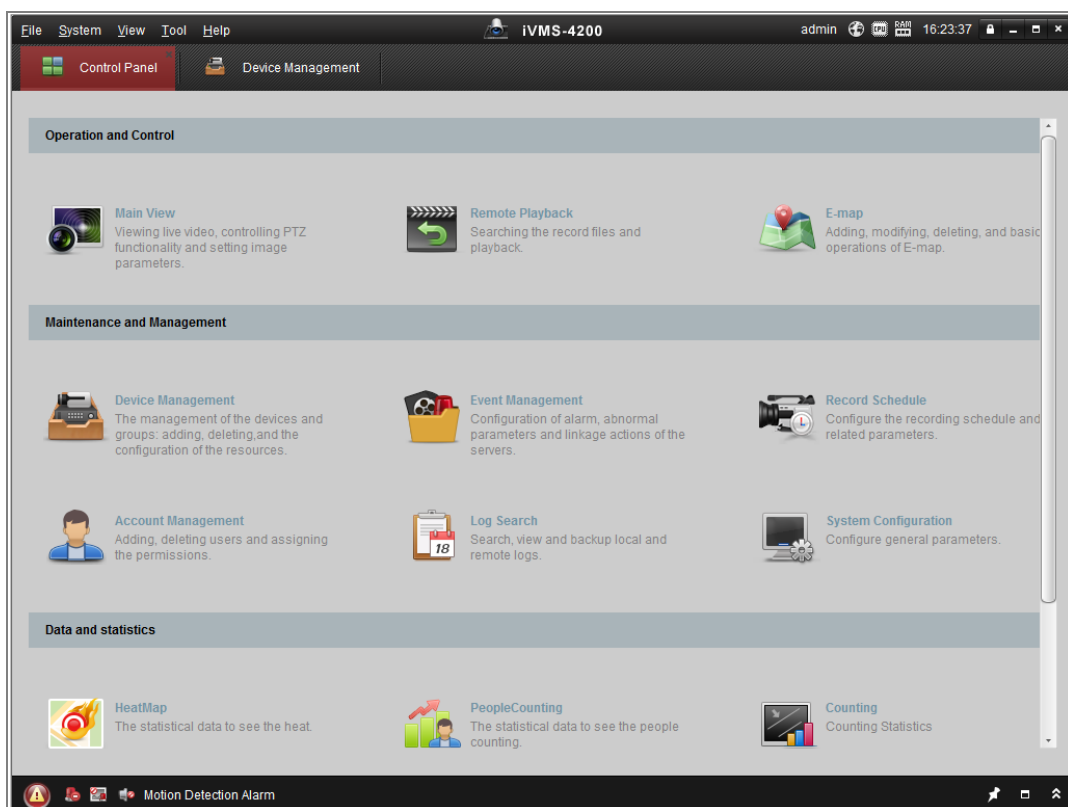 File System View Tool Help
iVMS-4200
admin CPU RAM 16:23:37
Control Panel
Device Management
Operation and Control
Main View
Viewing live video, controlling PTZ
functionality and setting image
parameters.
Remote Playback
Searching the record files and
playback.
E-map
Adding, modifying, deleting, and basic
operations of E-map.
Maintenance and Management
Device Management
The management of the devices and
groups: adding, deleting,and the
configuration of the resources.
Event Management
Configuration of alarm, abnormal
parameters and linkage actions of the
servers.
Record Schedule
Configure the recording schedule and
related parameters.
Account Management
Adding, deleting users and assigning
the permissions.
18
Log Search
Search, view and backup local and
remote logs.
System Configuration
Configure general parameters.
Data and statistics
HeatMap
The statistical data to see the heat.
PeopleCounting
The statistical data to see the people
counting.
Counting
Counting Statistics
Motion Detection Alarm